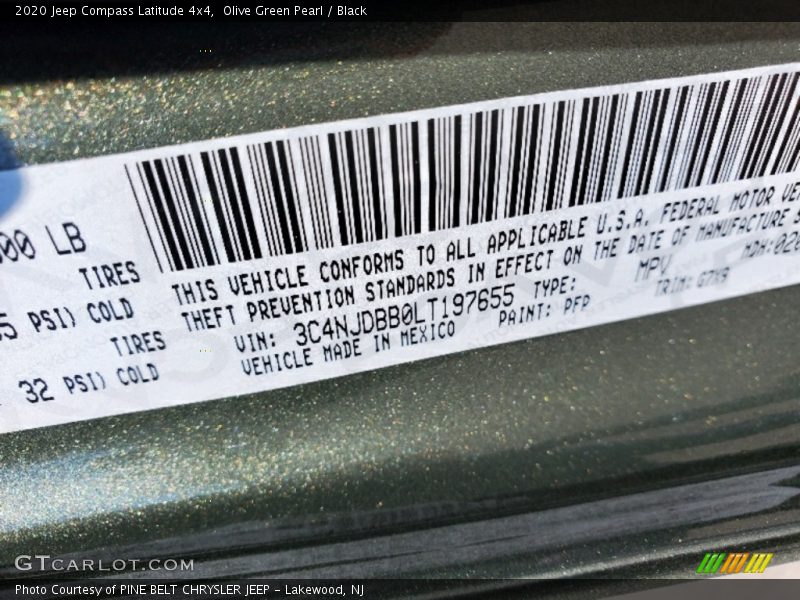 2020 Jeep Compass Latitude 4x4, Olive Green Pearl / Black
00 LB
TIRES
5 PSI) COLD
TIRES
32 PSI) COLD
THIS VEHICLE CONFORMS TO ALL APPLICABLE U.S.A. FEDERAL MOTOR VE
THEFT PREVENTION STANDARDS IN EFFECT ON THE DATE OF MANUFACTURE S
VIN: 3C4NJDBB0LT197655 TYPE: MPV MDH: 02
VEHICLE MADE IN MEXICO PAINT: PFP TRIM: G7X9
GTCARLOT.COM
Photo Courtesy of PINE BELT CHRYSLER JEEP - Lakewood, NJ